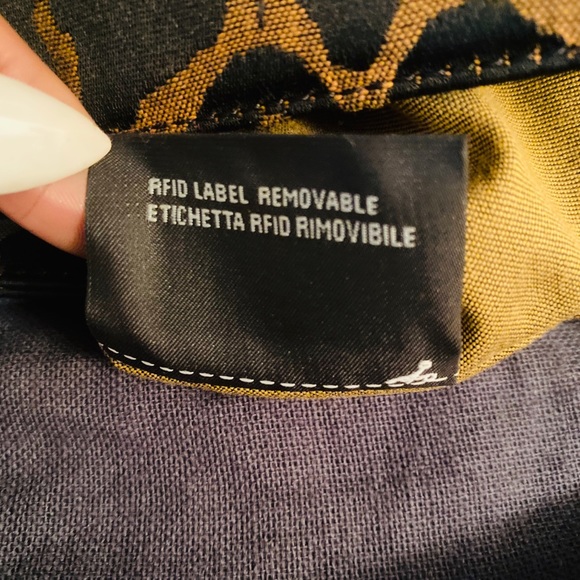 RFID LABEL REMOVABLE
ETICHETTA RFID RIMOVIBILE